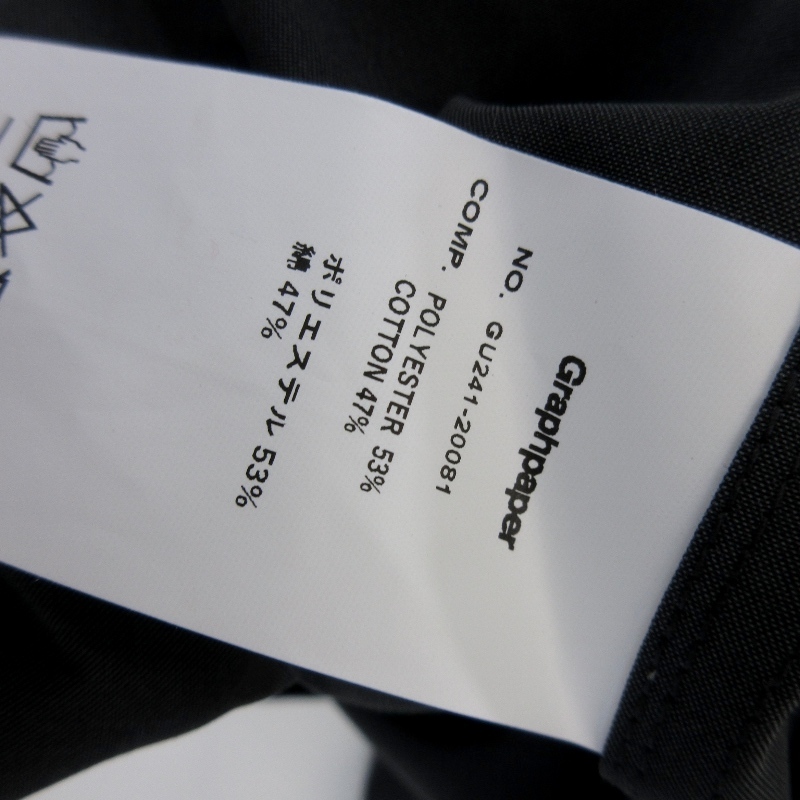 Graphpaper
NO. GU241-20081
COMP. POLYESTER 53%
COTTON 47%
ポリエステル 53%
綿 47%